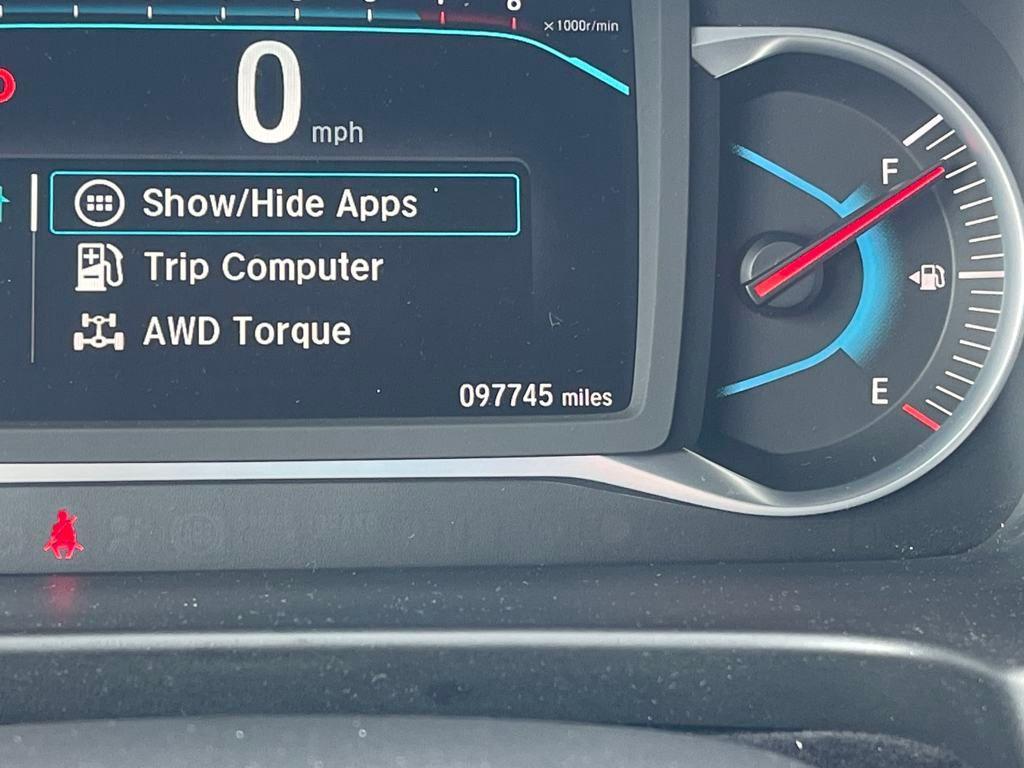 8
×1000r/min
0 mph
F
Show/Hide Apps
Trip Computer
AWD Torque
E
097745 miles